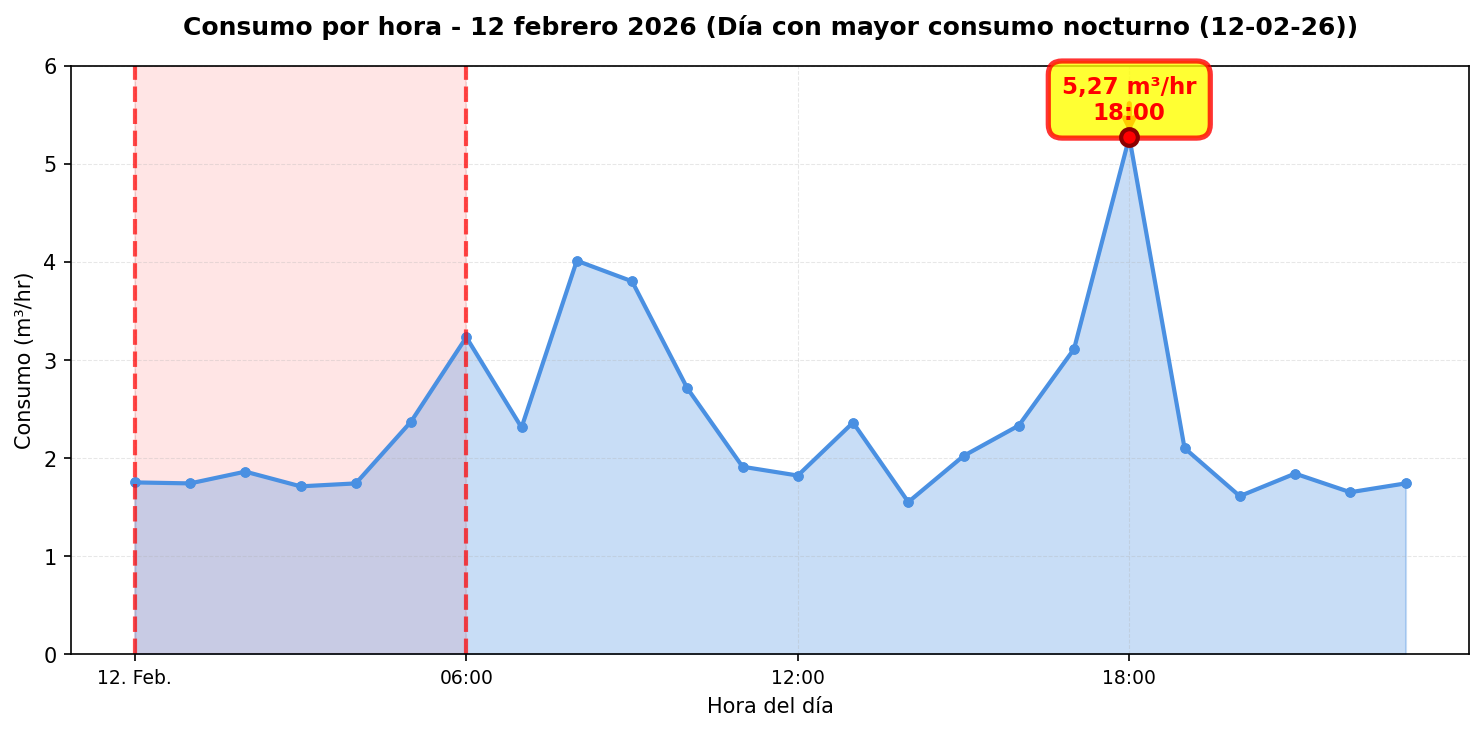 Consumo por hora - 12 febrero 2026 (Día con mayor consumo nocturno (12-02-26))
5,27 m³/hr
18:00
Consumo (m³/hr)
6
5
4
3
2
1
0
12. Feb.
06:00
12:00
18:00
Hora del día